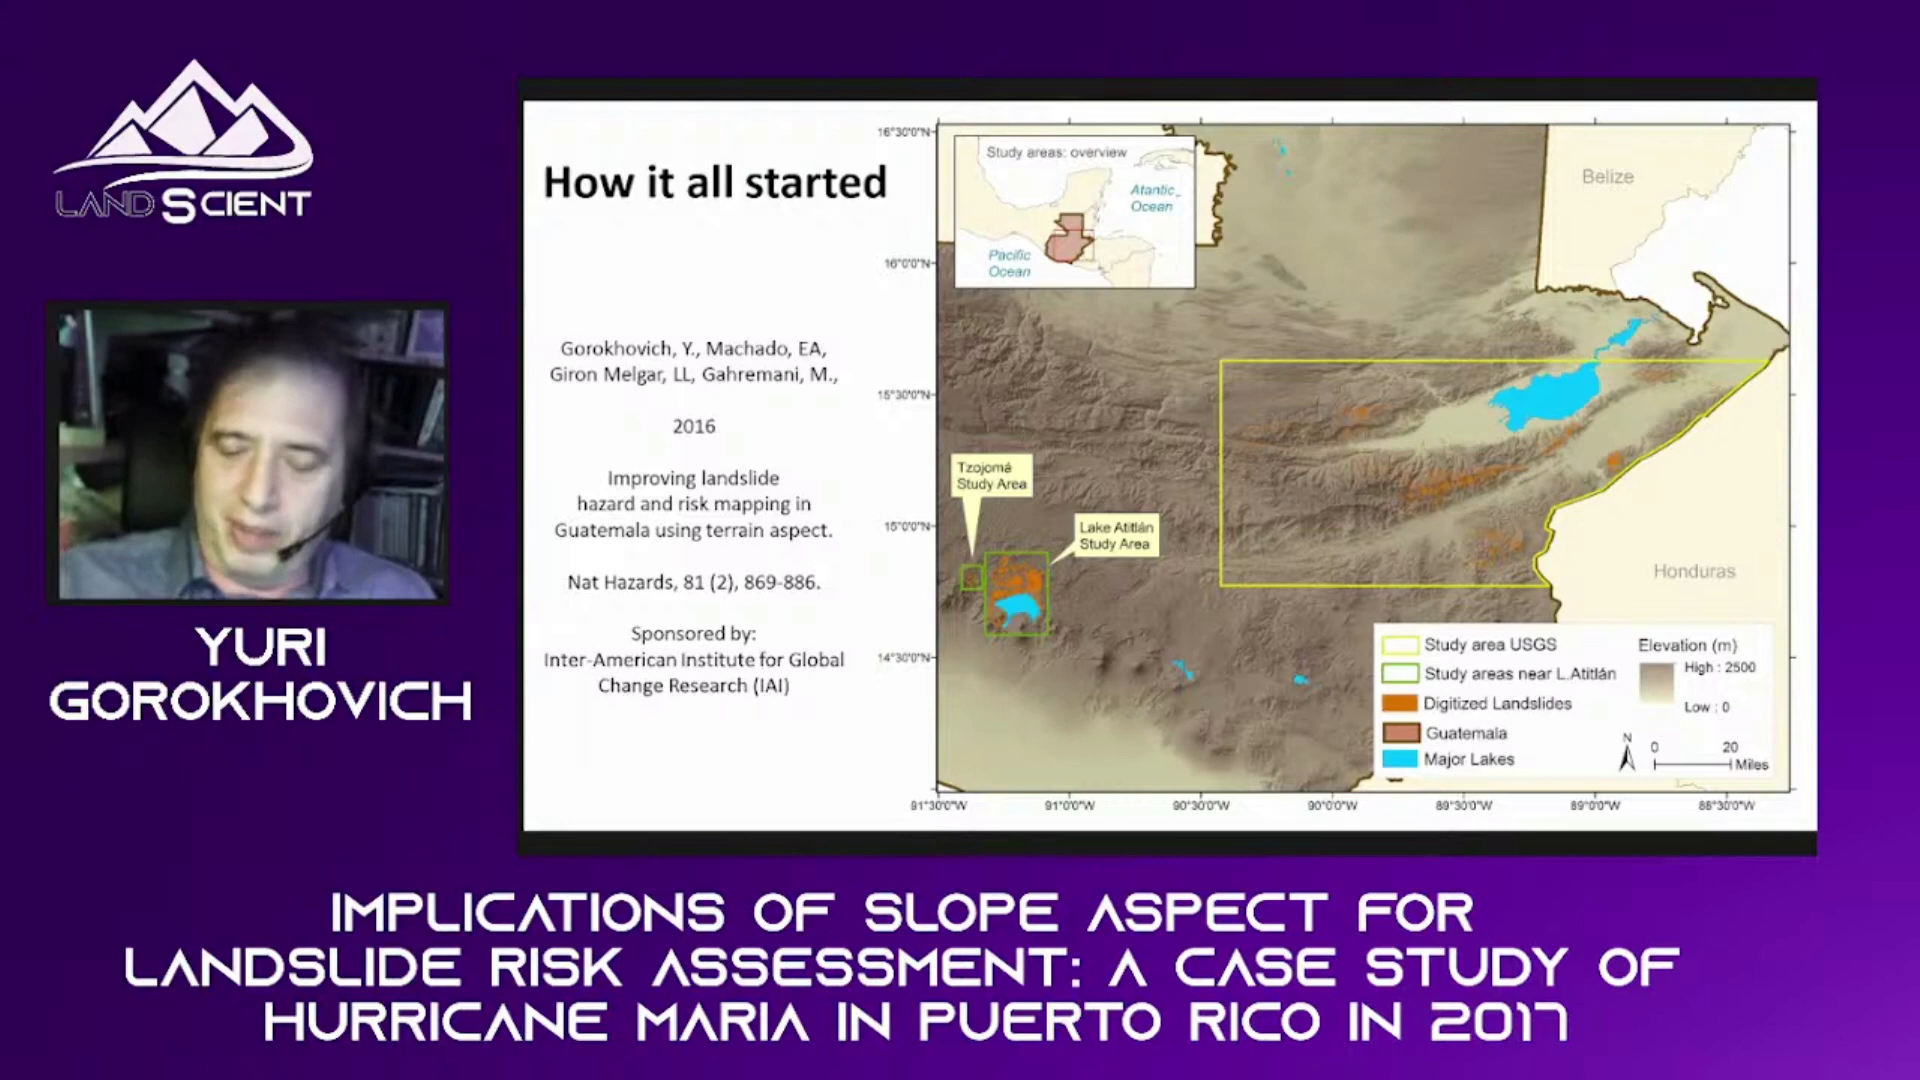 LANDSCIENT
YURI
GOROKHOVICH
How it all started
Gorokhovich, Y., Machado, EA,
Giron Melgar, LL, Gahremani, M.,
2016
Improving landslide
hazard and risk mapping in
Guatemala using terrain aspect.
Nat Hazards, 81 (2), 869-886.
Sponsored by:
Inter-American Institute for Global
Change Research (IAI)
16°30'0"N
16°0'0"N
15°30'0"N
15°0'0"N
14°30'0"N
Study areas: overview
Atantic
Ocean
Pacific
Ocean
Belize
Honduras
Tzojomá
Study Area
Lake Atitlán
Study Area
Study area USGS
Study areas near L.Atitlán
Digitized Landslides
Guatemala
Major Lakes
Elevation (m)
High : 2500
Low : 0
N
0 20
Miles
91°30'0"W 91°0'0"W 90°30'0"W 90°0'0"W 89°30'0"W 89°0'0"W 88°30'0"W
IMPLICATIONS OF SLOPE ASPECT FOR
LANDSLIDE RISK ASSESSMENT: A CASE STUDY OF
HURRICANE MARIA IN PUERTO RICO IN 2017